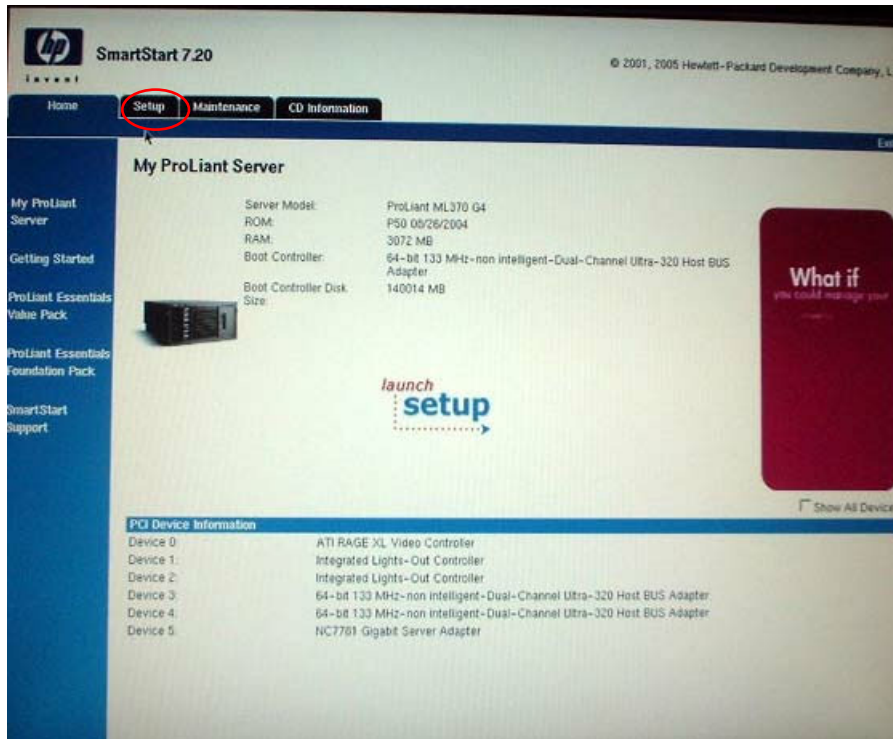 hp
invent
SmartStart 7.20
© 2001, 2005 Hewlett-Packard Development Company, L
Home Setup Maintenance CD Information
Exi
My ProLiant Server
My ProLiant
Server
Getting Started
ProLiant Essentials
Value Pack
ProLiant Essentials
Foundation Pack
SmartStart
Support
Server Model: ProLiant ML370 G4
ROM: P50 08/26/2004
RAM: 3072 MB
Boot Controller: 64-bit 133 MHz-non intelligent-Dual-Channel Ultra-320 Host BUS
Adapter
Boot Controller Disk 140014 MB
Size:
What if
you could manage your
launch
setup
Show All Device
PCI Device Information
Device 0: ATI RAGE XL Video Controller
Device 1: Integrated Lights-Out Controller
Device 2: Integrated Lights-Out Controller
Device 3: 64-bit 133 MHz-non intelligent-Dual-Channel Ultra-320 Host BUS Adapter
Device 4: 64-bit 133 MHz-non intelligent-Dual-Channel Ultra-320 Host BUS Adapter
Device 5: NC7781 Gigabit Server Adapter